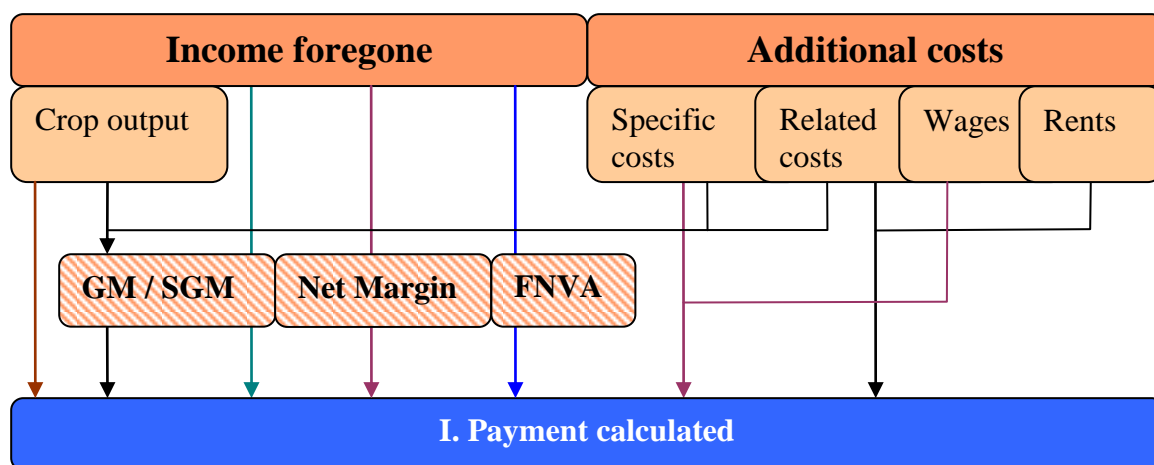 Income foregone
Additional costs
Crop output
Specific
costs
Related
costs
Wages
Rents
GM / SGM
Net Margin
FNVA
I. Payment calculated